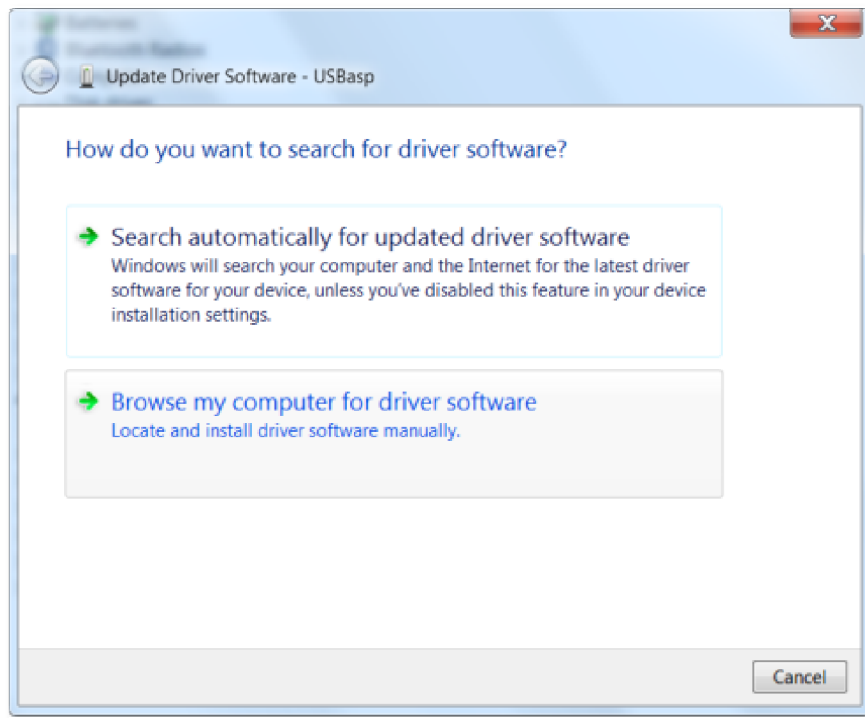 Batteries
Bluetooth Radios
Update Driver Software - USBasp
How do you want to search for driver software?
Search automatically for updated driver software
Windows will search your computer and the Internet for the latest driver
software for your device, unless you've disabled this feature in your device
installation settings.
Browse my computer for driver software
Locate and install driver software manually.
Cancel